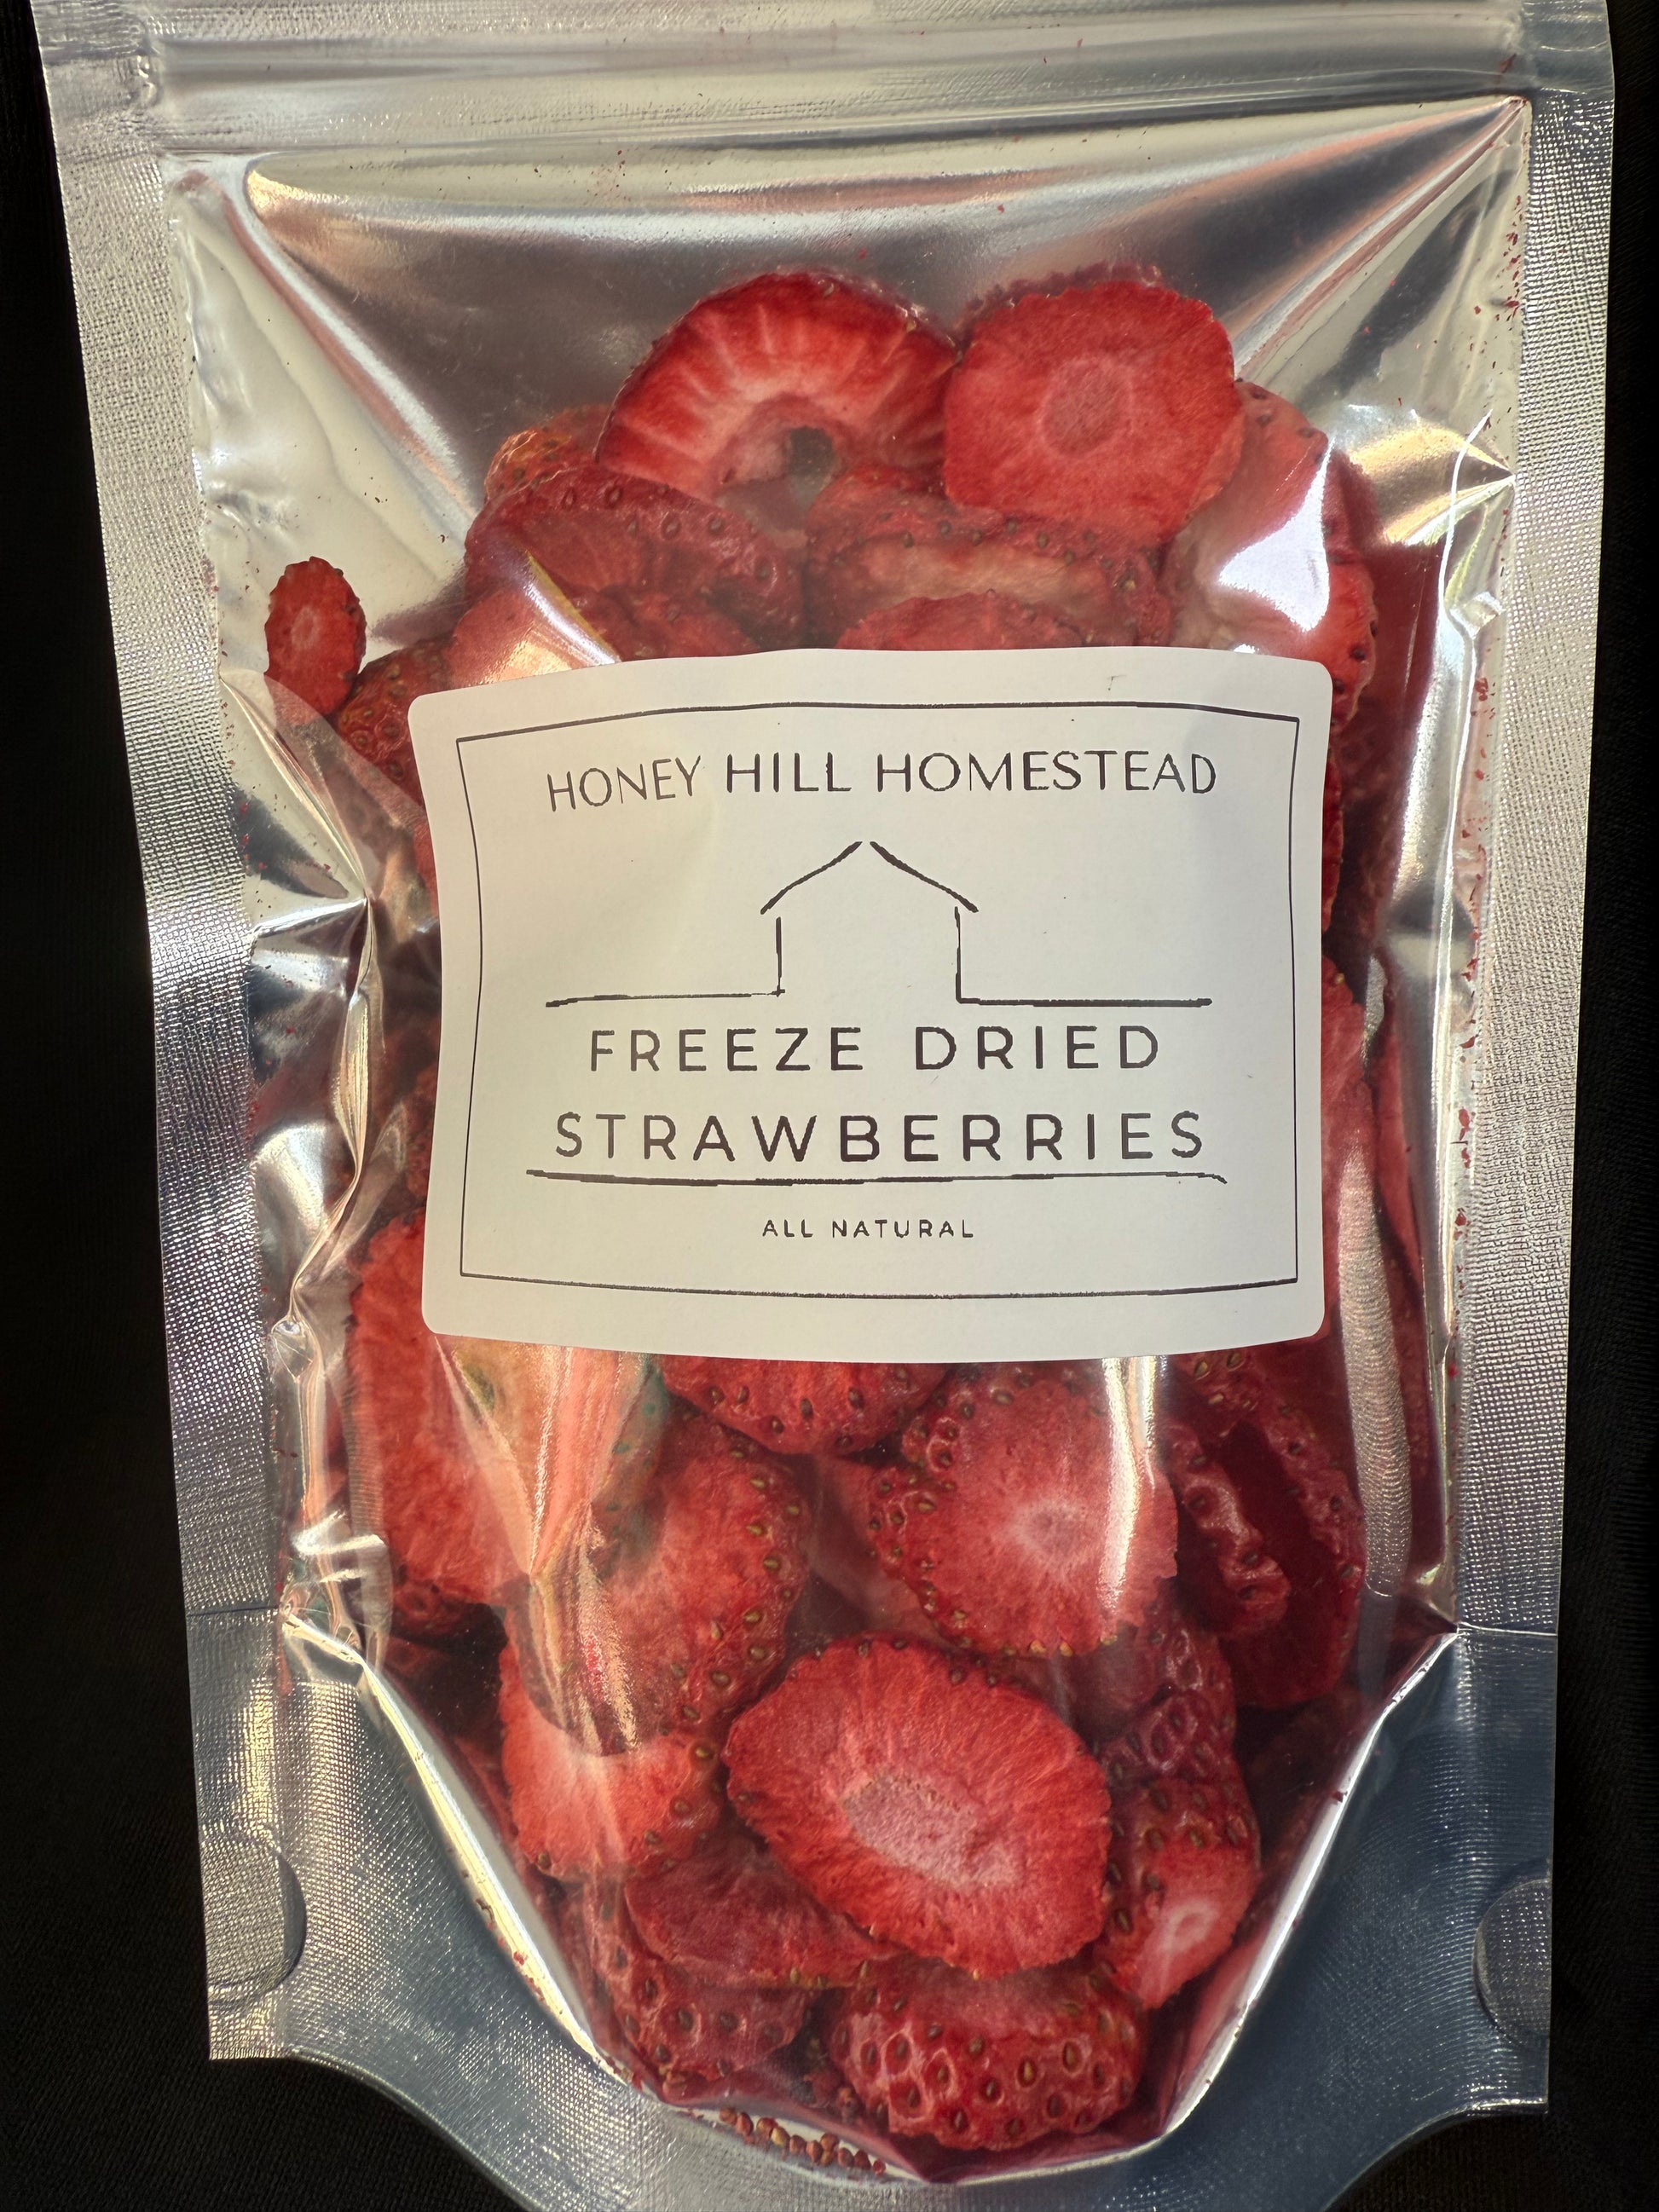 HONEY HILL HOMESTEAD
FREEZE DRIED
STRAWBERRIES
ALL NATURAL